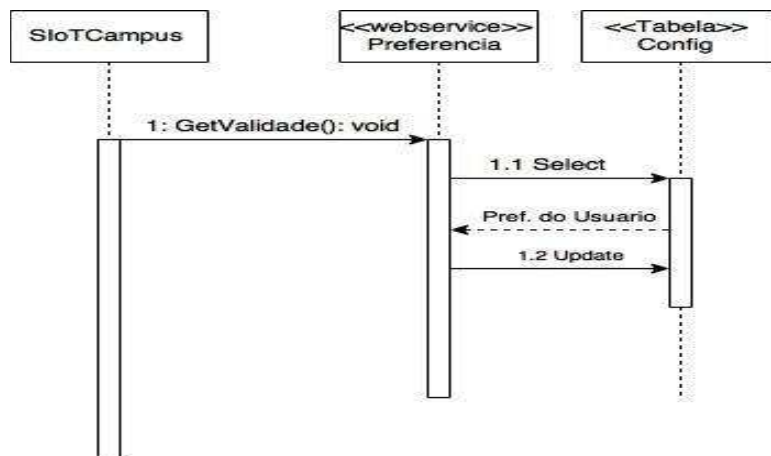 SIoTCampus
<<webservice>>
Preferencia
<<Tabela>>
Config
1: GetValidade(): void
1.1 Select
Pref. do Usuario
1.2 Update